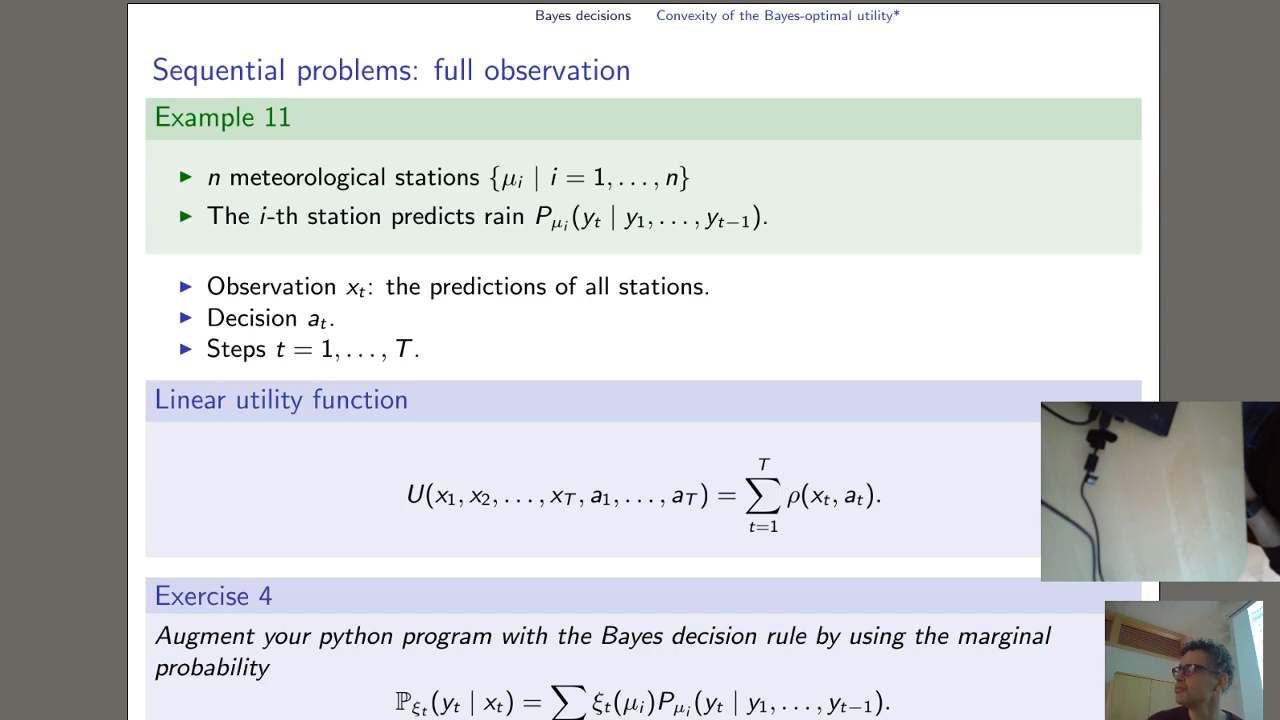 Bayes decisions Convexity of the Bayes-optimal utility*
Sequential problems: full observation
Example 11
▶ n meteorological stations {μ_i | i = 1, . . . , n}
▶ The i-th station predicts rain P_{μ_i}(y_t | y_1, . . . , y_{t−1}).
▶ Observation x_t: the predictions of all stations.
▶ Decision a_t.
▶ Steps t = 1, . . . , T.
Linear utility function
U(x_1, x_2, . . . , x_T, a_1, . . . , a_T) = ∑_{t=1}^{T} ρ(x_t, a_t).
Exercise 4
Augment your python program with the Bayes decision rule by using the marginal
probability
ℙ_{ξ_t}(y_t | x_t) = ∑ ξ_t(μ_i)P_{μ_i}(y_t | y_1, . . . , y_{t−1}).